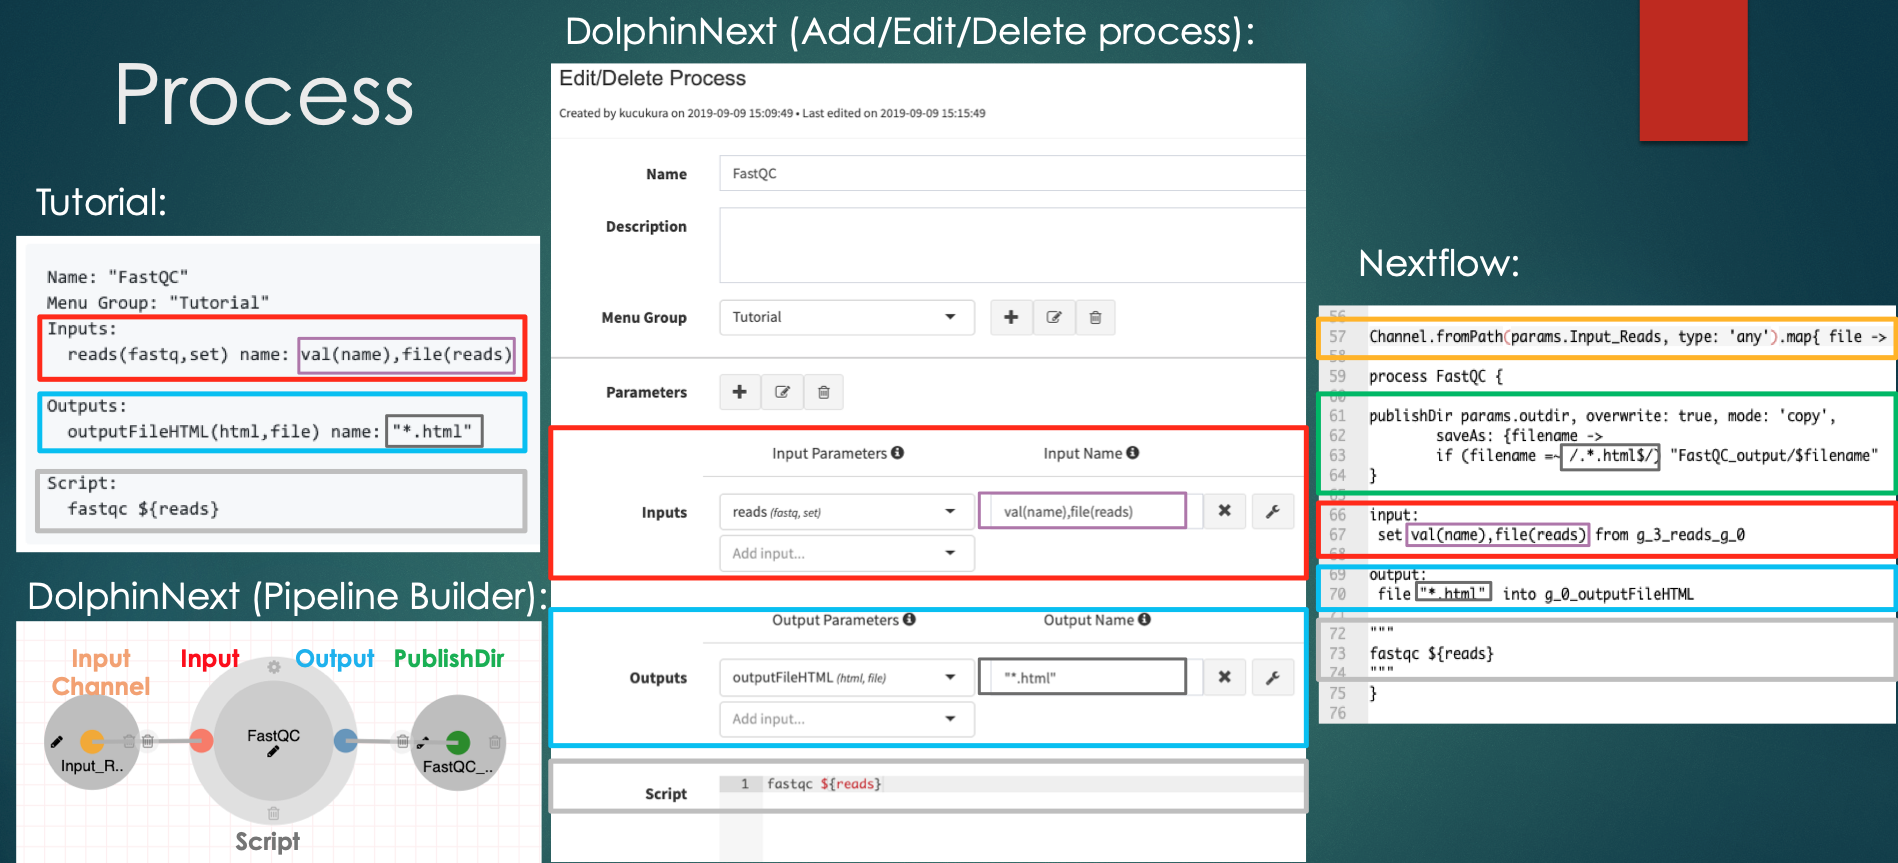 Process
Tutorial:
Name: "FastQC"
Menu Group: "Tutorial"
Inputs:
reads(fastq,set) name: val(name),file(reads)
Outputs:
outputFileHTML(html,file) name: "*.html"
Script:
fastqc ${reads}
DolphinNext (Pipeline Builder):
Input Channel
Input
Output
PublishDir
Input_R..
FastQC
FastQC_..
Script
DolphinNext (Add/Edit/Delete process):
Edit/Delete Process
Created by kucukura on 2019-09-09 15:09:49 • Last edited on 2019-09-09 15:15:49
Name FastQC
Description
Menu Group Tutorial
Parameters
Input Parameters Input Name
Inputs reads (fastq, set) val(name),file(reads)
Add input...
Output Parameters Output Name
Outputs outputFileHTML (html, file) "*.html"
Add input...
Script 1 fastqc ${reads}
Nextflow:
56
57 Channel.fromPath(params.Input_Reads, type: 'any').map{ file ->
58
59 process FastQC {
60
61 publishDir params.outdir, overwrite: true, mode: 'copy',
62 saveAs: {filename ->
63 if (filename =~ /.*.html$/) "FastQC_output/$filename"
64 }
65
66 input:
67 set val(name),file(reads) from g_3_reads_g_0
68
69 output:
70 file "*.html" into g_0_outputFileHTML
71
72 """
73 fastqc ${reads}
74 """
75 }
76